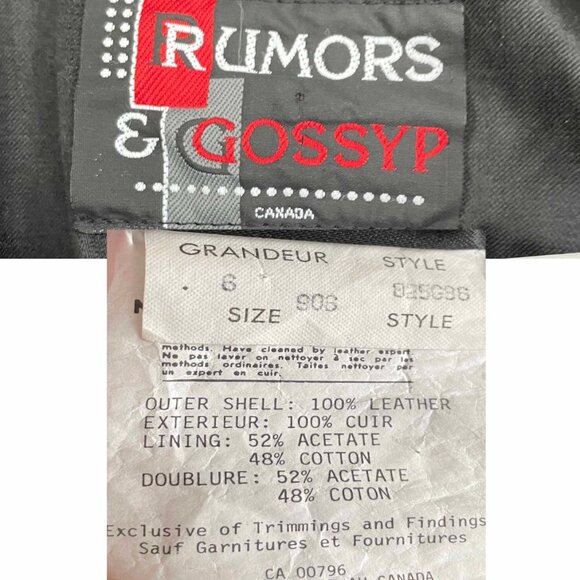 RUMORS
& GOSSYP
CANADA
GRANDEUR STYLE
6 906
SIZE STYLE
methods. Have cleaned by leather expert.
Ne pas laver on nettoyer à sec par les
methods ordinaires. Taites nettoyer par
un expert en cuir.
OUTER SHELL: 100% LEATHER
EXTERIEUR: 100% CUIR
LINING: 52% ACETATE
48% COTTON
DOUBLURE: 52% ACETATE
48% COTON
Exclusive of Trimmings and Findings
Sauf Garnitures et Fournitures
CA 00796
CANADA